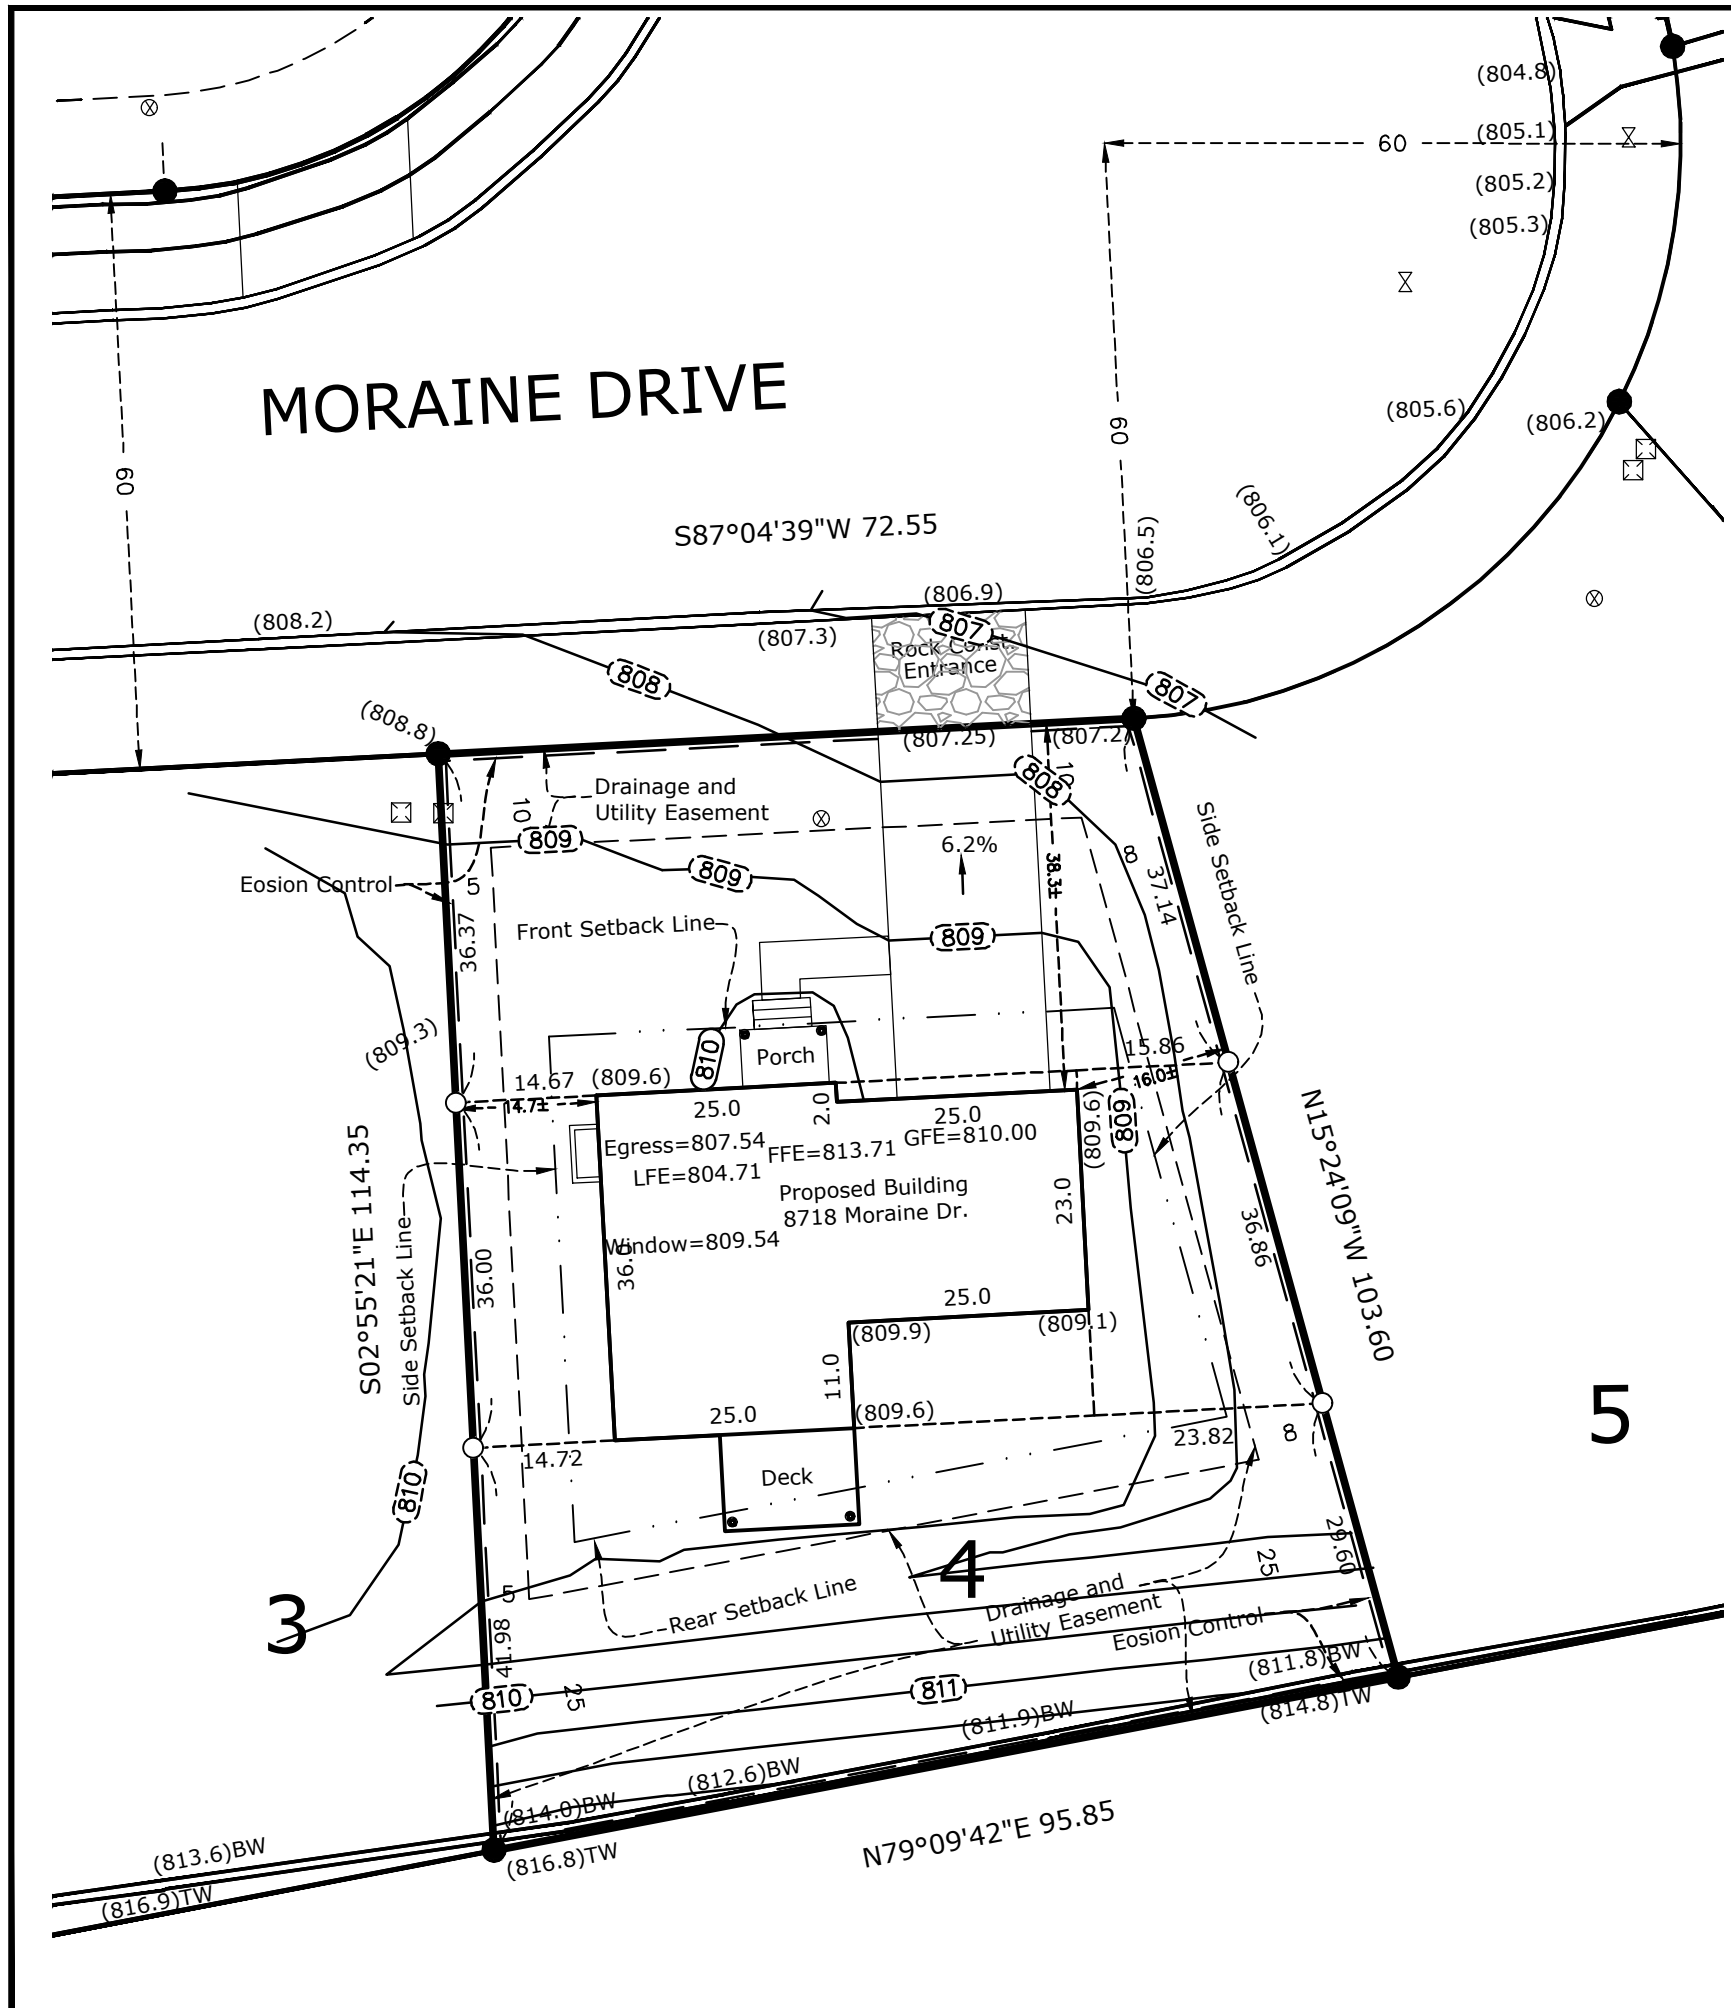 (804.8)
(805.1)
60
(805.2)
(805.3)
MORAINE DRIVE
60
60
(805.6)
(806.2)
S87°04'39"W 72.55
(806.5)
(806.1)
(808.2)
(806.9)
(807.3)
807
Rock Const.
Entrance
808
807
(808.8)
(807.25)
(807.2)
10
808
Drainage and
Utility Easement
10
809
809
6.2%
38.3±
8
37.14
Side Setback Line
Eosion Control
5
36.37
Front Setback Line
809
(809.3)
810
Porch
15.86
16.0±
14.67
14.7±
(809.6)
25.0
2.0
25.0
(809.6)
809
Egress=807.54
FFE=813.71
GFE=810.00
LFE=804.71
Proposed Building
8718 Moraine Dr.
Window=809.54
36.0
23.0
S02°55'21"E 114.35
Side Setback Line
36.00
N15°24'09"W 103.60
36.86
25.0
(809.9)
(809.1)
11.0
25.0
(809.6)
14.72
23.82
8
5
Deck
810
4
3
5
29.60
25
Rear Setback Line
Drainage and
Utility Easement
Eosion Control
41.98
25
810
811
(811.8)BW
(814.8)TW
(811.9)BW
(812.6)BW
(814.0)BW
(816.8)TW
(813.6)BW
(816.9)TW
N79°09'42"E 95.85